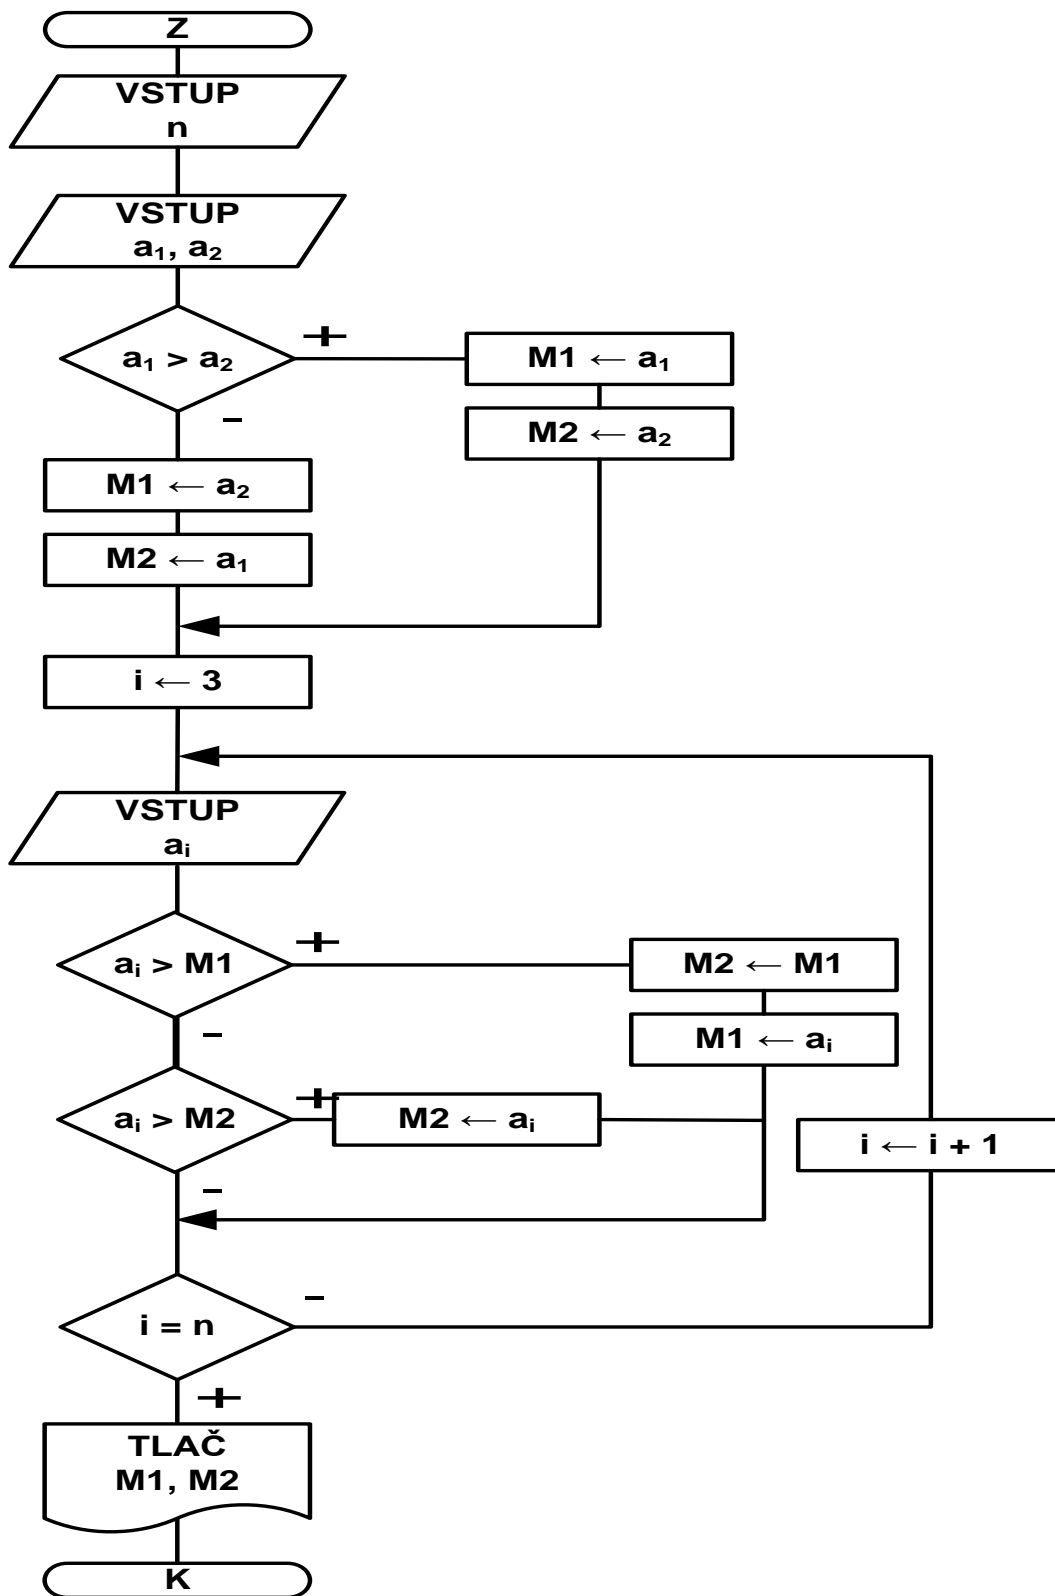 Z
VSTUP
n
VSTUP
a₁, a₂
a₁ > a₂
+
M1 ← a₁
M2 ← a₂
–
M1 ← a₂
M2 ← a₁
i ← 3
VSTUP
aᵢ
aᵢ > M1
+
M2 ← M1
M1 ← aᵢ
–
aᵢ > M2
+
M2 ← aᵢ
i ← i + 1
–
i = n
–
+
TLAČ
M1, M2
K